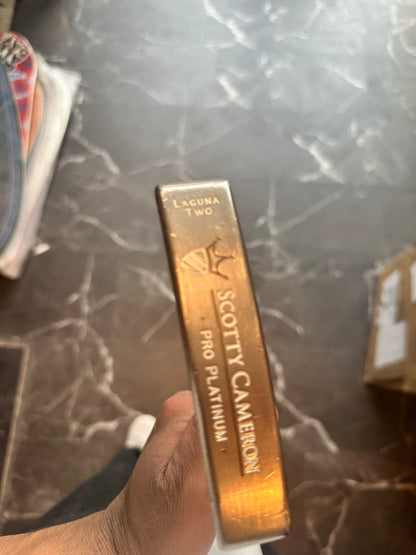 LAGUNA
TWO
SCOTTY CAMERON
· PRO PLATINUM ·